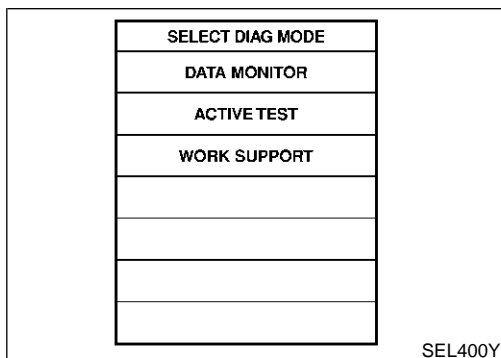 SELECT DIAG MODE
DATA MONITOR
ACTIVE TEST
WORK SUPPORT
SEL400Y